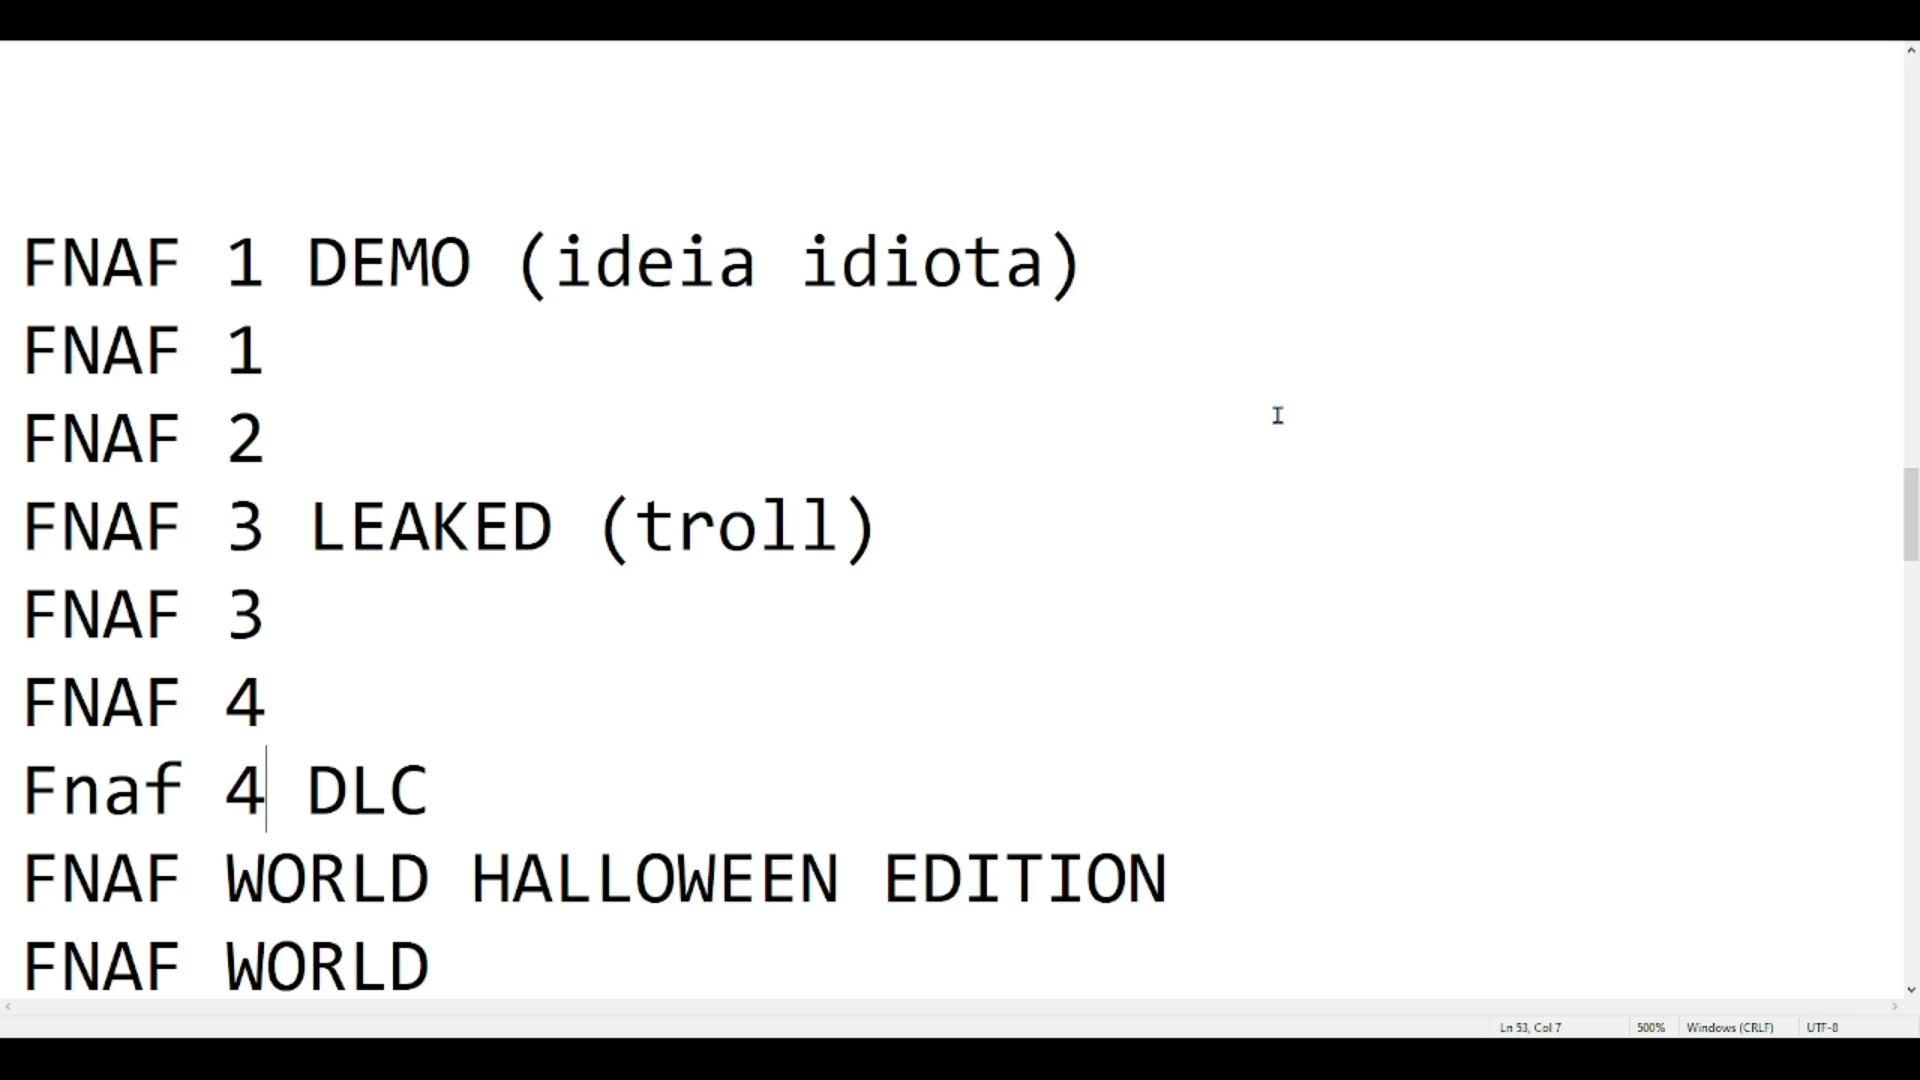 FNAF 1 DEMO (ideia idiota)
FNAF 1
FNAF 2
FNAF 3 LEAKED (troll)
FNAF 3
FNAF 4
Fnaf 4 DLC
FNAF WORLD HALLOWEEN EDITION
FNAF WORLD
Ln 53, Col 7
500%
Windows (CRLF)
UTF-8